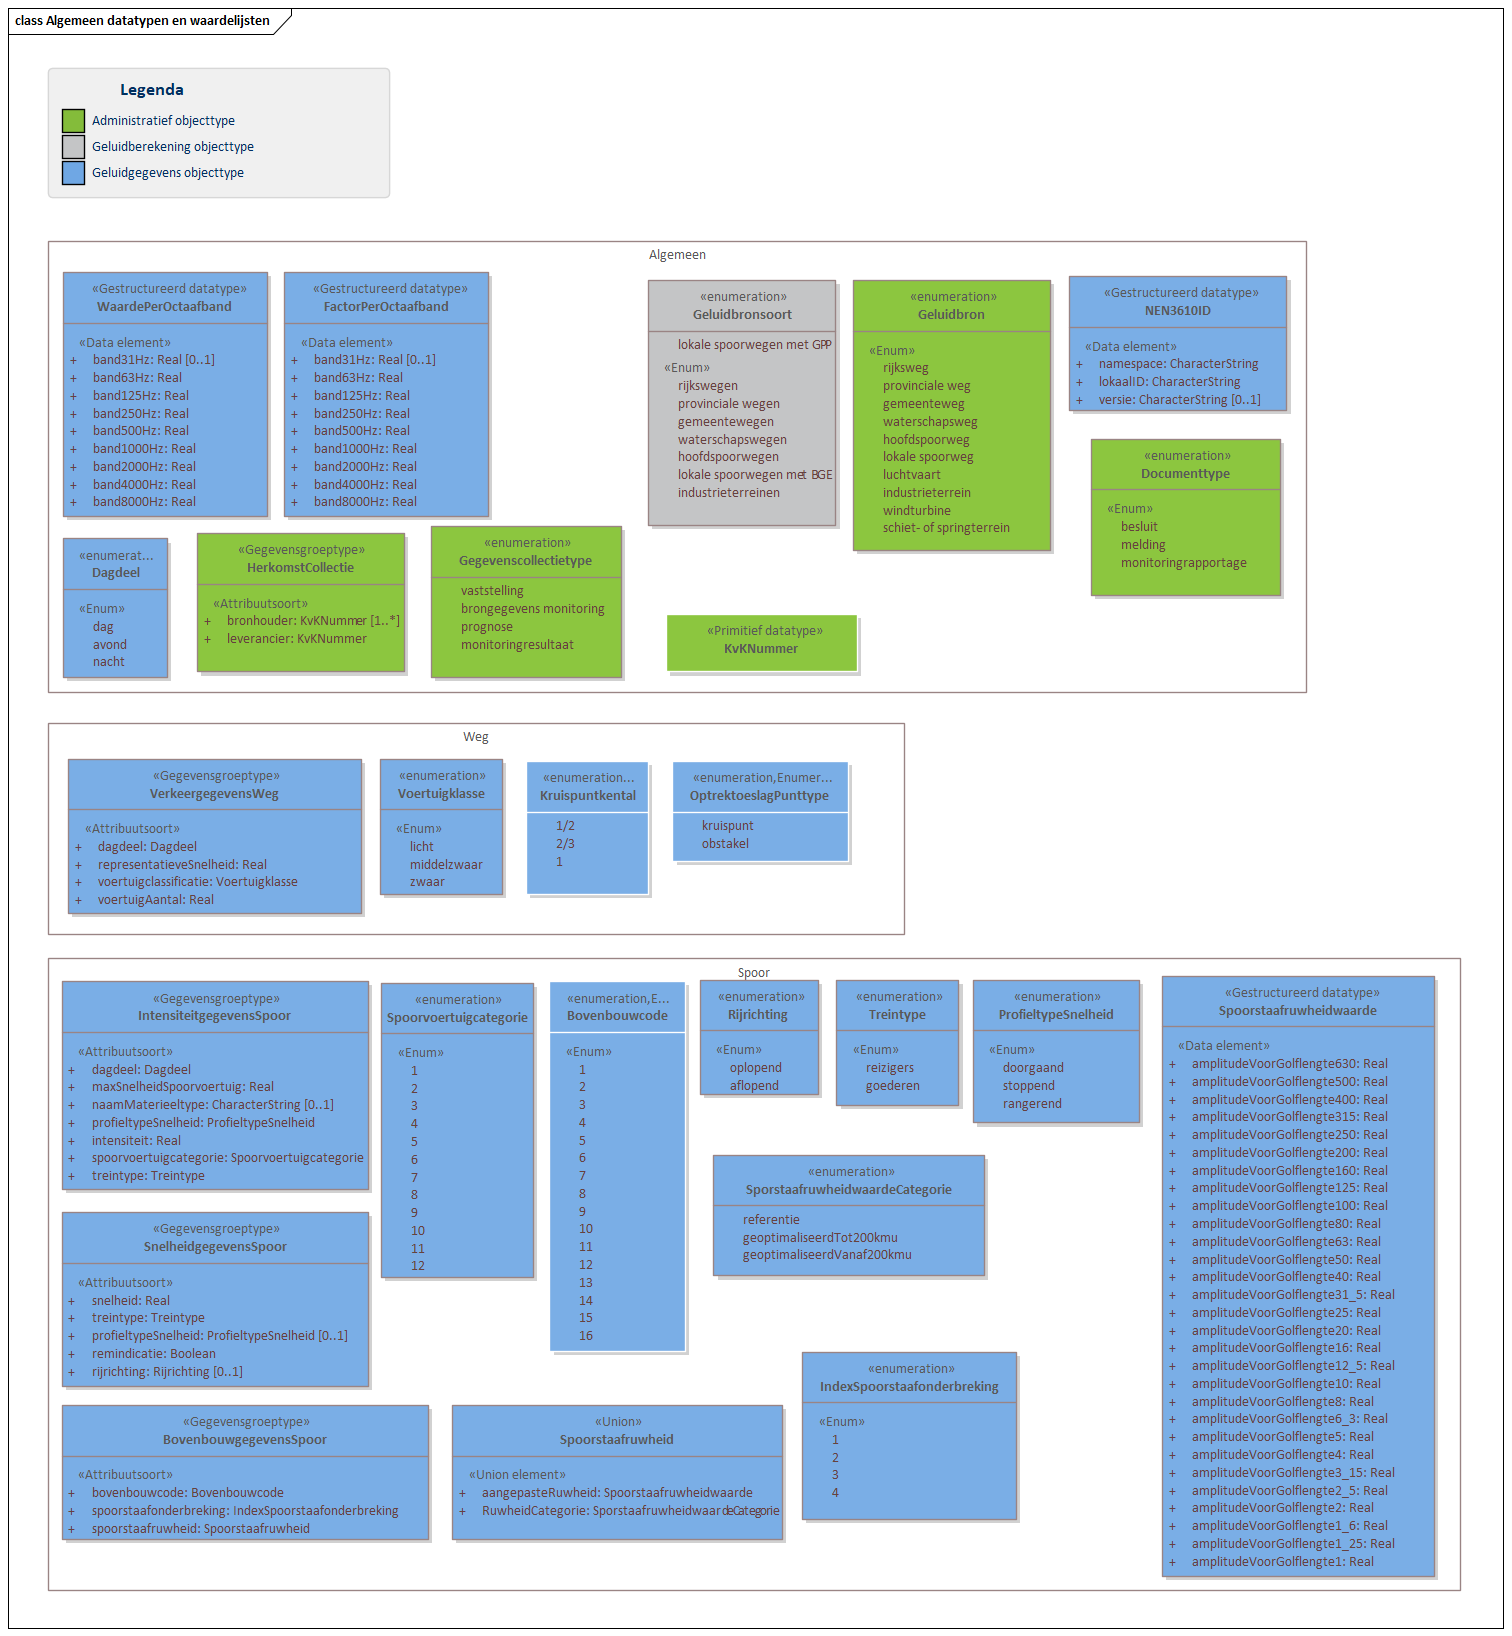 class Algemeen datatypen en waardelijsten
Legenda
Administratief objecttype
Geluidberekening objecttype
Geluidgegevens objecttype
Algemeen
«Gestructureerd datatype»
WaardePerOctaafband
«Data element»
+ band31Hz: Real [0..1]
+ band63Hz: Real
+ band125Hz: Real
+ band250Hz: Real
+ band500Hz: Real
+ band1000Hz: Real
+ band2000Hz: Real
+ band4000Hz: Real
+ band8000Hz: Real
«Gestructureerd datatype»
FactorPerOctaafband
«Data element»
+ band31Hz: Real [0..1]
+ band63Hz: Real
+ band125Hz: Real
+ band250Hz: Real
+ band500Hz: Real
+ band1000Hz: Real
+ band2000Hz: Real
+ band4000Hz: Real
+ band8000Hz: Real
«enumeration»
Geluidbronsoort
lokale spoorwegen met GPP
«Enum»
rijkswegen
provinciale wegen
gemeentewegen
waterschapswegen
hoofdspoorwegen
lokale spoorwegen met BGE
industrieterreinen
«enumeration»
Geluidbron
«Enum»
rijksweg
provinciale weg
gemeenteweg
waterschapsweg
hoofdspoorweg
lokale spoorweg
luchtvaart
industrieterrein
windturbine
schiet- of springterrein
«Gestructureerd datatype»
NEN3610ID
«Data element»
+ namespace: CharacterString
+ lokaalID: CharacterString
+ versie: CharacterString [0..1]
«enumeration»
Documenttype
«Enum»
besluit
melding
monitoringrapportage
«enumerat...
Dagdeel
«Enum»
dag
avond
nacht
«Gegevensgroeptype»
HerkomstCollectie
«Attribuutsoort»
+ bronhouder: KvKNummer [1..*]
+ leverancier: KvKNummer
«enumeration»
Gegevenscollectietype
vaststelling
brongegevens monitoring
prognose
monitoringresultaat
«Primitief datatype»
KvKNummer
Weg
«Gegevensgroeptype»
VerkeergegevensWeg
«Attribuutsoort»
+ dagdeel: Dagdeel
+ representatieveSnelheid: Real
+ voertuigclassificatie: Voertuigklasse
+ voertuigAantal: Real
«enumeration»
Voertuigklasse
«Enum»
licht
middelzwaar
zwaar
«enumeration...
Kruispuntkental
1/2
2/3
1
«enumeration,Enumer...
OptrektoeslagPunttype
kruispunt
obstakel
Spoor
«Gegevensgroeptype»
IntensiteitgegevensSpoor
«Attribuutsoort»
+ dagdeel: Dagdeel
+ maxSnelheidSpoorvoertuig: Real
+ naamMaterieeltype: CharacterString [0..1]
+ profieltypeSnelheid: ProfieltypeSnelheid
+ intensiteit: Real
+ spoorvoertuigcategorie: Spoorvoertuigcategorie
+ treintype: Treintype
«enumeration»
Spoorvoertuigcategorie
«Enum»
1
2
3
4
5
6
7
8
9
10
11
12
«enumeration,E...
Bovenbouwcode
«Enum»
1
2
3
4
5
6
7
8
9
10
11
12
13
14
15
16
«enumeration»
Rijrichting
«Enum»
oplopend
aflopend
«enumeration»
Treintype
«Enum»
reizigers
goederen
«enumeration»
ProfieltypeSnelheid
«Enum»
doorgaand
stoppend
rangerend
«Gestructureerd datatype»
Spoorstaafruwheidwaarde
«Data element»
+ amplitudeVoorGolflengte630: Real
+ amplitudeVoorGolflengte500: Real
+ amplitudeVoorGolflengte400: Real
+ amplitudeVoorGolflengte315: Real
+ amplitudeVoorGolflengte250: Real
+ amplitudeVoorGolflengte200: Real
+ amplitudeVoorGolflengte160: Real
+ amplitudeVoorGolflengte125: Real
+ amplitudeVoorGolflengte100: Real
+ amplitudeVoorGolflengte80: Real
+ amplitudeVoorGolflengte63: Real
+ amplitudeVoorGolflengte50: Real
+ amplitudeVoorGolflengte40: Real
+ amplitudeVoorGolflengte31_5: Real
+ amplitudeVoorGolflengte25: Real
+ amplitudeVoorGolflengte20: Real
+ amplitudeVoorGolflengte16: Real
+ amplitudeVoorGolflengte12_5: Real
+ amplitudeVoorGolflengte10: Real
+ amplitudeVoorGolflengte8: Real
+ amplitudeVoorGolflengte6_3: Real
+ amplitudeVoorGolflengte5: Real
+ amplitudeVoorGolflengte4: Real
+ amplitudeVoorGolflengte3_15: Real
+ amplitudeVoorGolflengte2_5: Real
+ amplitudeVoorGolflengte2: Real
+ amplitudeVoorGolflengte1_6: Real
+ amplitudeVoorGolflengte1_25: Real
+ amplitudeVoorGolflengte1: Real
«enumeration»
SporstaafruwheidwaardeCategorie
referentie
geoptimaliseerdTot200kmu
geoptimaliseerdVanaf200kmu
«Gegevensgroeptype»
SnelheidgegevensSpoor
«Attribuutsoort»
+ snelheid: Real
+ treintype: Treintype
+ profieltypeSnelheid: ProfieltypeSnelheid [0..1]
+ remindicatie: Boolean
+ rijrichting: Rijrichting [0..1]
«Gegevensgroeptype»
BovenbouwgegevensSpoor
«Attribuutsoort»
+ bovenbouwcode: Bovenbouwcode
+ spoorstaafonderbreking: IndexSpoorstaafonderbreking
+ spoorstaafruwheid: Spoorstaafruwheid
«Union»
Spoorstaafruwheid
«Union element»
+ aangepasteRuwheid: Spoorstaafruwheidwaarde
+ RuwheidCategorie: SporstaafruwheidwaardeCategorie
«enumeration»
IndexSpoorstaafonderbreking
«Enum»
1
2
3
4